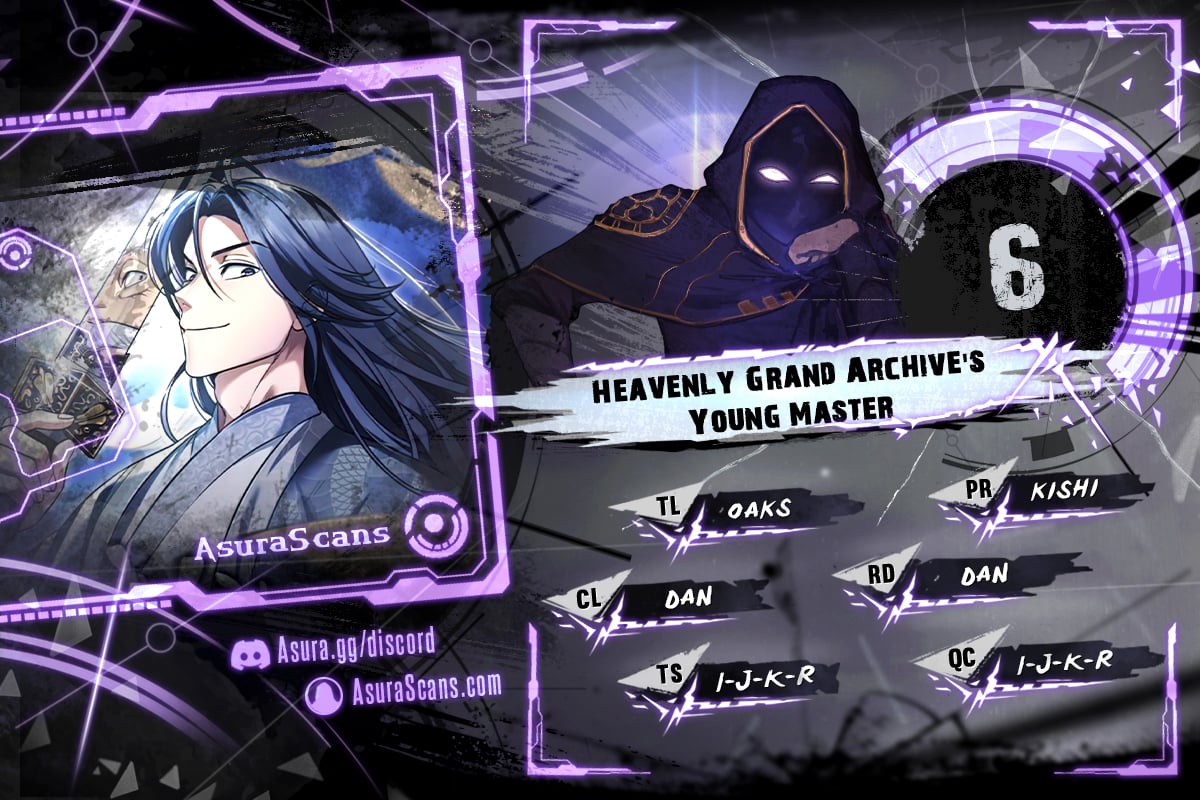 6
Heavenly Grand Archive's
Young Master
TL OAKS
PR KISHI
CL DAN
RD DAN
TS I-J-K-R
QC I-J-K-R
AsuraScans
Asura.gg/discord
AsuraScans.com